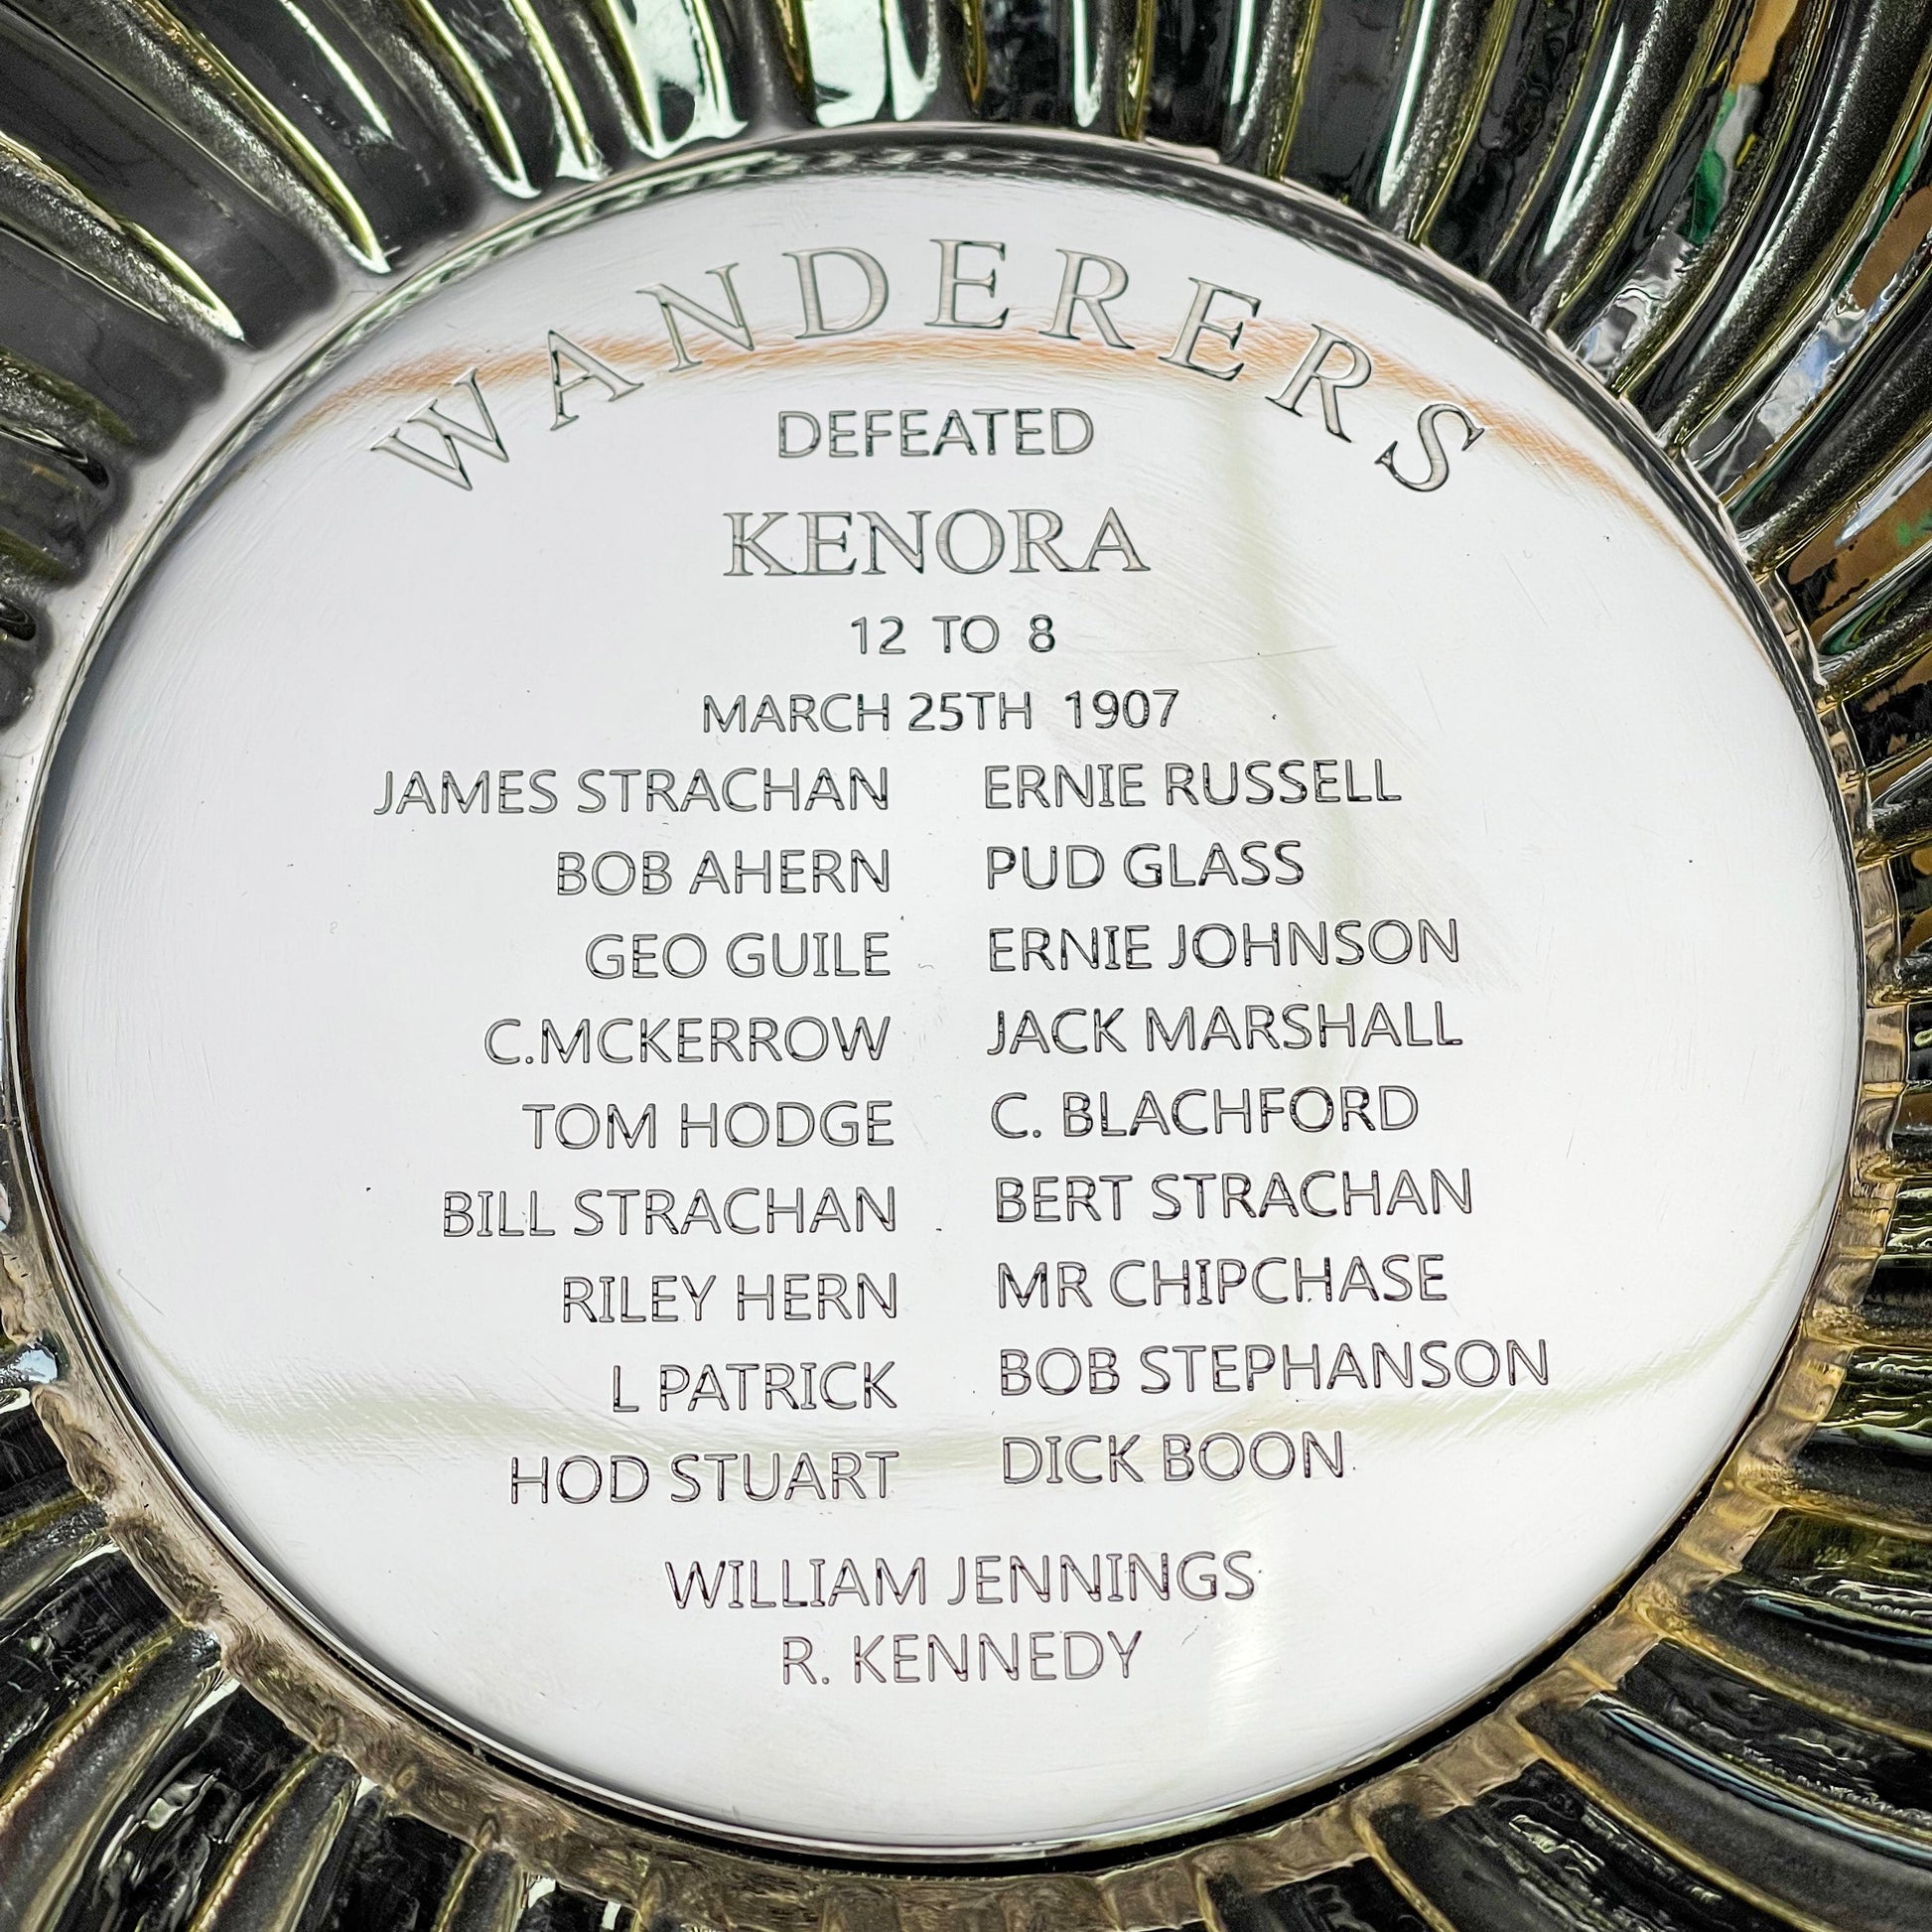 WANDERERS
DEFEATED
KENORA
12 TO 8
MARCH 25TH 1907
JAMES STRACHAN ERNIE RUSSELL
BOB AHERN PUD GLASS
GEO GUILE ERNIE JOHNSON
C.MCKERROW JACK MARSHALL
TOM HODGE C. BLACHFORD
BILL STRACHAN BERT STRACHAN
RILEY HERN MR CHIPCHASE
L PATRICK BOB STEPHANSON
HOD STUART DICK BOON
WILLIAM JENNINGS
R. KENNEDY